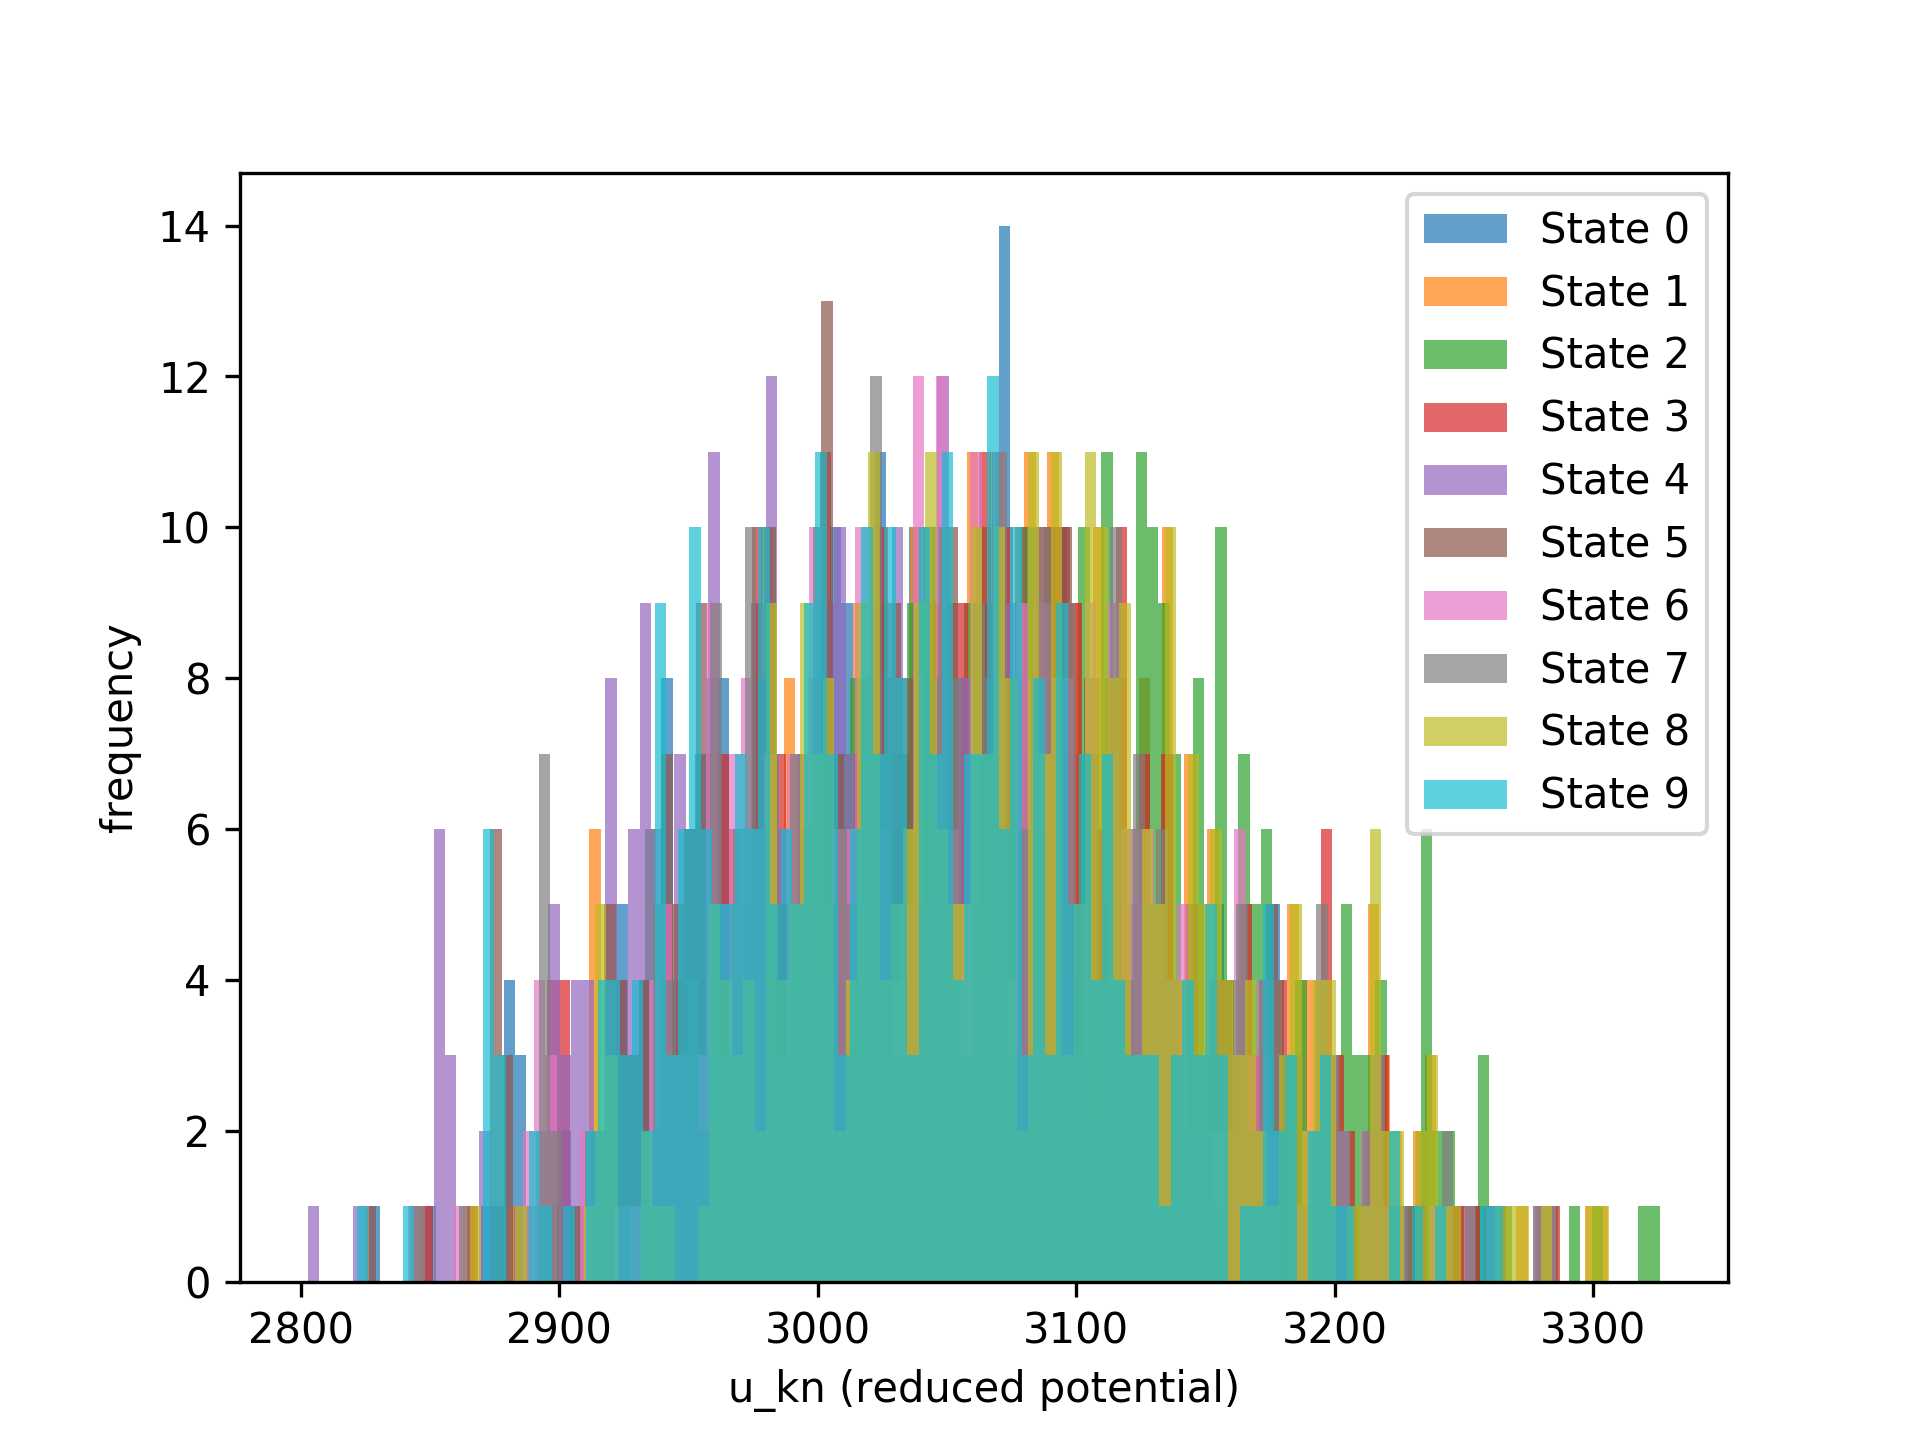 14
12
10
8
6
4
2
0
frequency
2800 2900 3000 3100 3200 3300
u_kn (reduced potential)
State 0
State 1
State 2
State 3
State 4
State 5
State 6
State 7
State 8
State 9